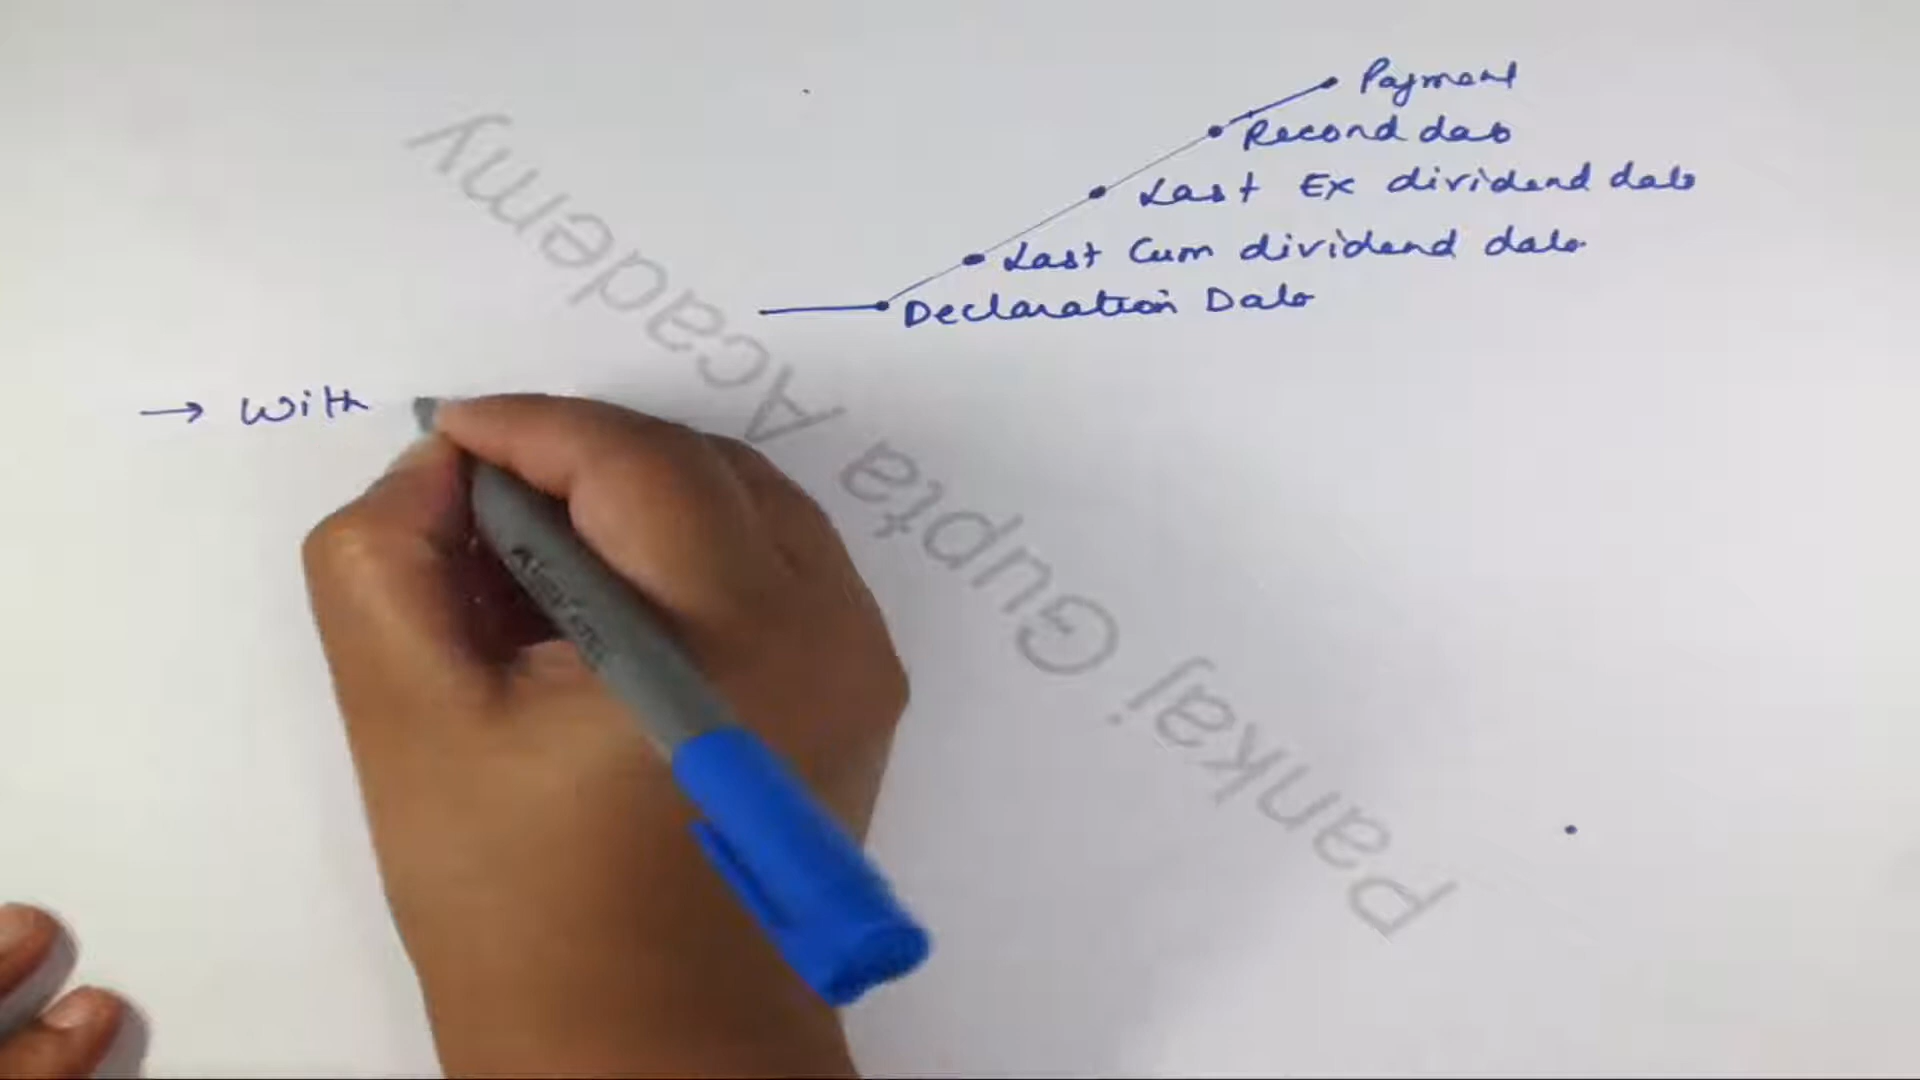 Payment
Record date
Last Ex dividend date
Last Cum dividend date
Declaration Date
→ With
Pankaj Gupta Academy